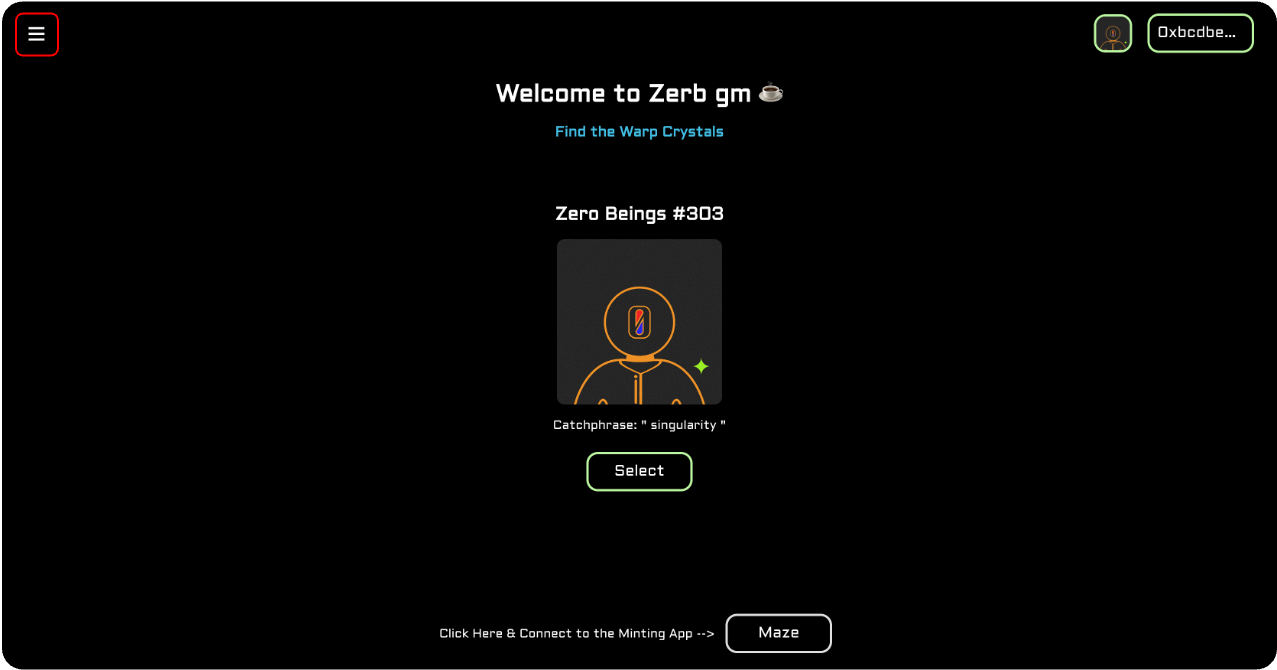 0xbcdbe...
Welcome to Zerb gm ☕
Find the Warp Crystals
Zero Beings #303
Catchphrase: " singularity "
Select
Click Here & Connect to the Minting App --> Maze